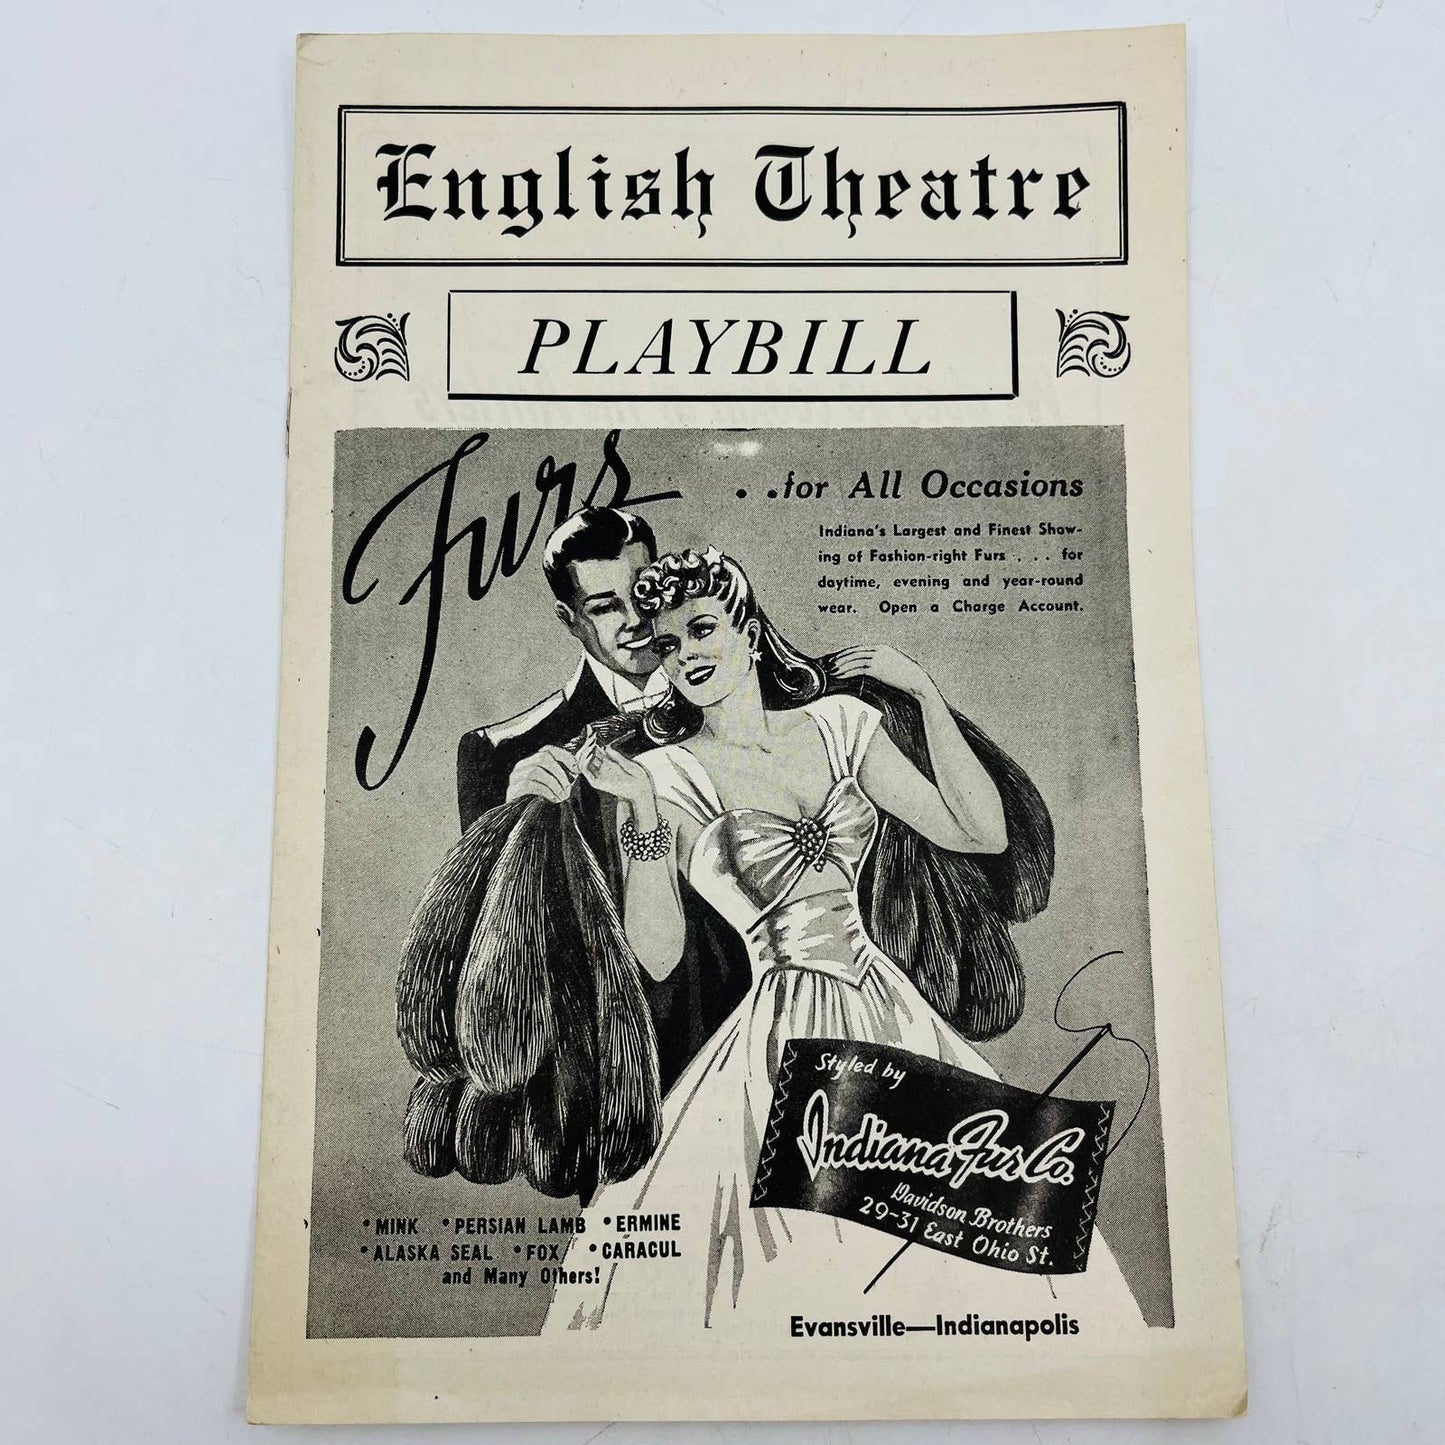 English Theatre
PLAYBILL
Furs
. . for All Occasions
Indiana's Largest and Finest Show-
ing of Fashion-right Furs . . . for
daytime, evening and year-round
wear. Open a Charge Account.
Styled by
Indiana Fur Co.
Davidson Brothers
29-31 East Ohio St.
• MINK • PERSIAN LAMB • ERMINE
• ALASKA SEAL • FOX • CARACUL
and Many Others!
Evansville—Indianapolis